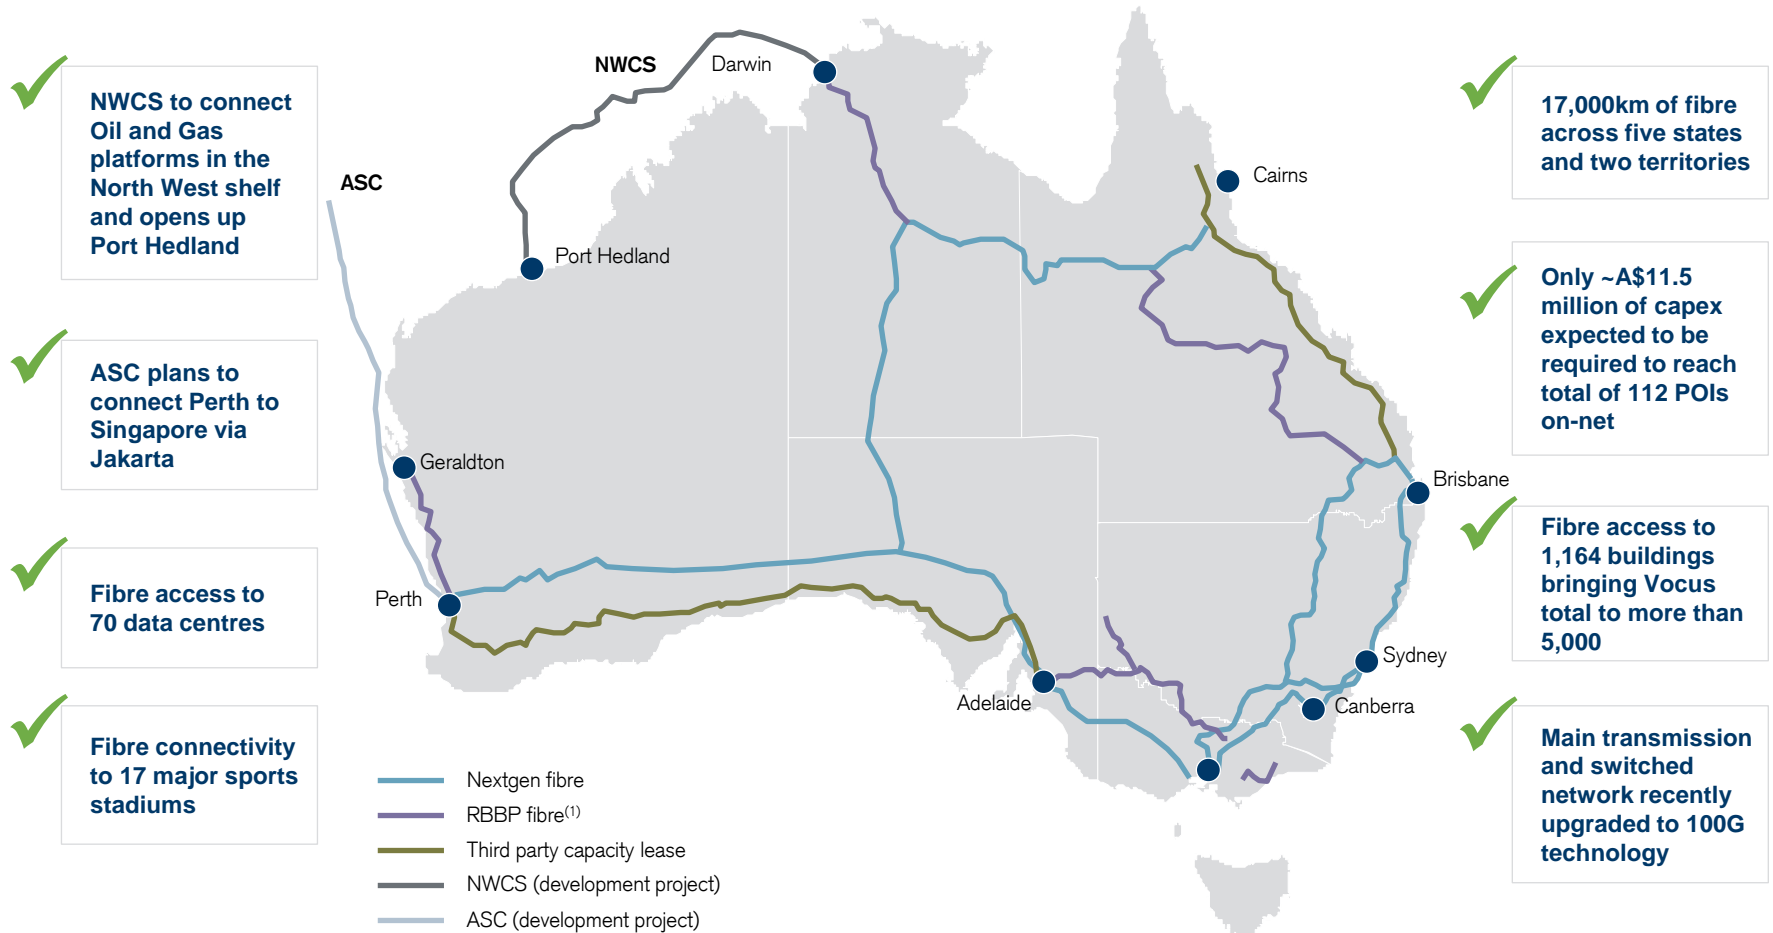 NWCS to connect
Oil and Gas
platforms in the
North West shelf
and opens up
Port Hedland
ASC plans to
connect Perth to
Singapore via
Jakarta
Fibre access to
70 data centres
Fibre connectivity
to 17 major sports
stadiums
NWCS
Darwin
ASC
Cairns
Port Hedland
Geraldton
Brisbane
Perth
Sydney
Adelaide
Canberra
Nextgen fibre
RBBP fibre(1)
Third party capacity lease
NWCS (development project)
ASC (development project)
17,000km of fibre
across five states
and two territories
Only ~A$11.5
million of capex
expected to be
required to reach
total of 112 POIs
on-net
Fibre access to
1,164 buildings
bringing Vocus
total to more than
5,000
Main transmission
and switched
network recently
upgraded to 100G
technology